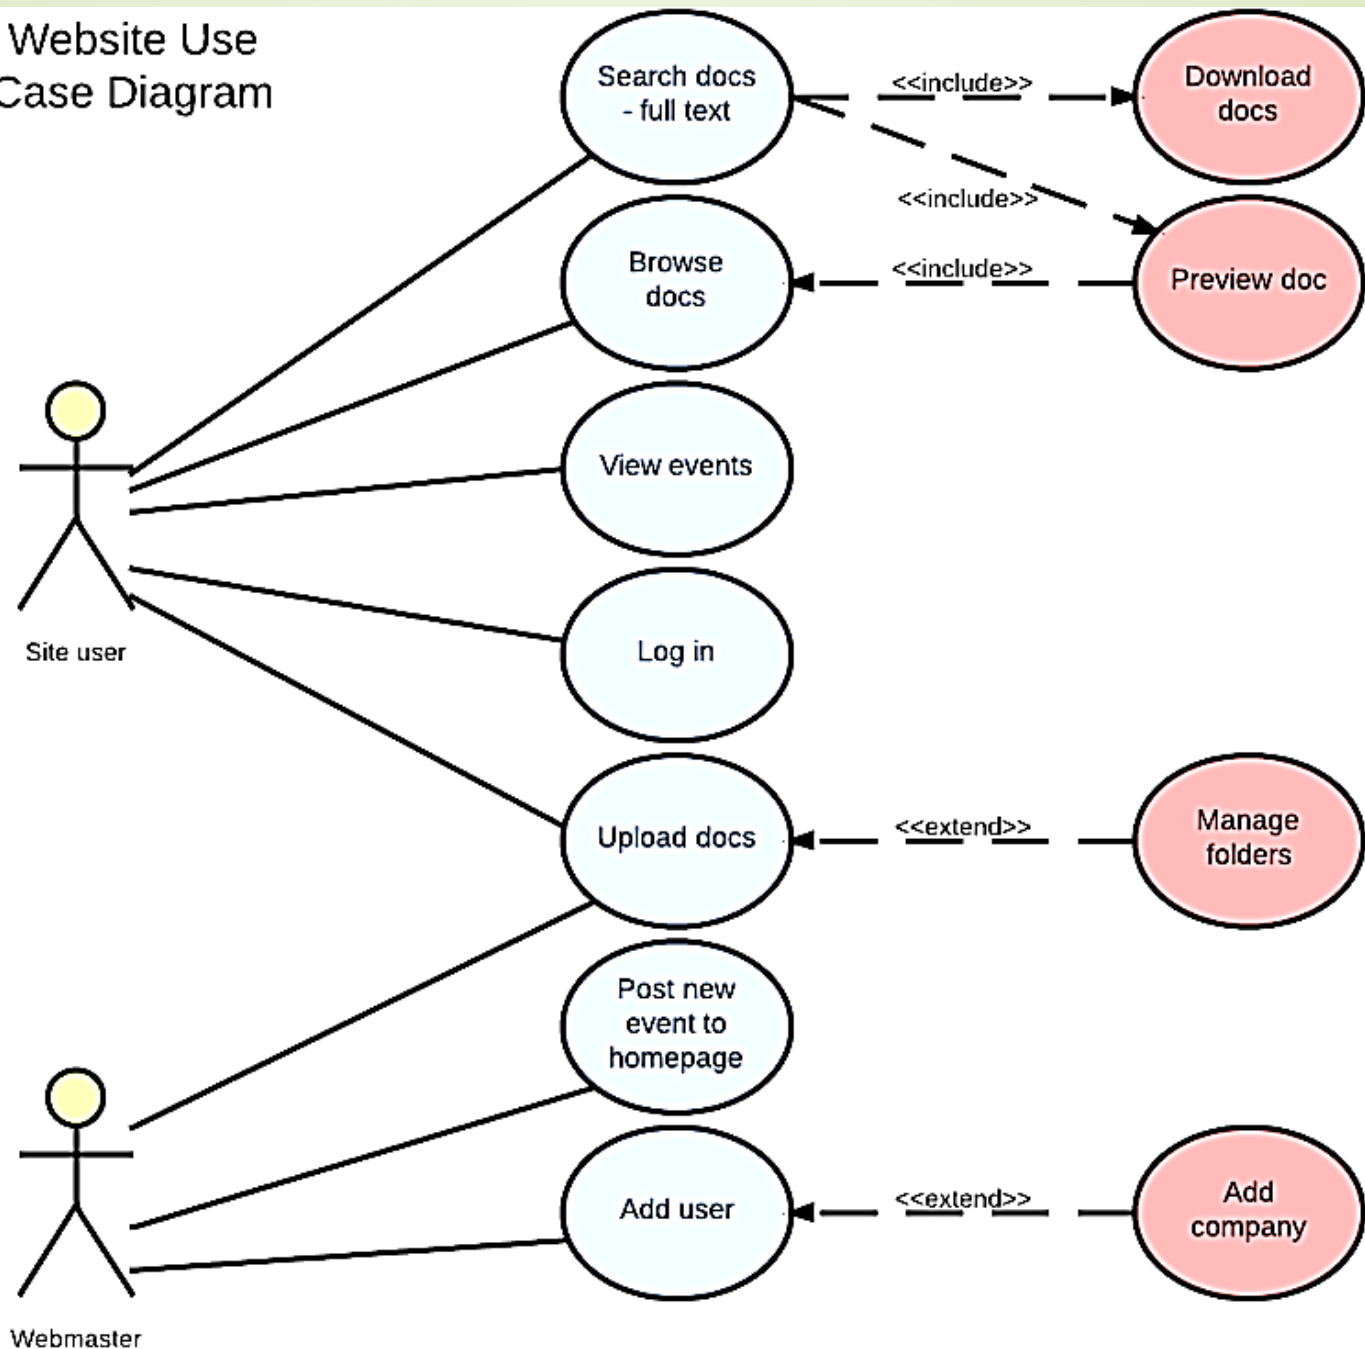 Website Use
Case Diagram
Search docs
- full text
<<include>>
Download
docs
<<include>>
Browse
docs
<<include>>
Preview doc
View events
Site user
Log in
Upload docs
<<extend>>
Manage
folders
Post new
event to
homepage
Add user
<<extend>>
Add
company
Webmaster